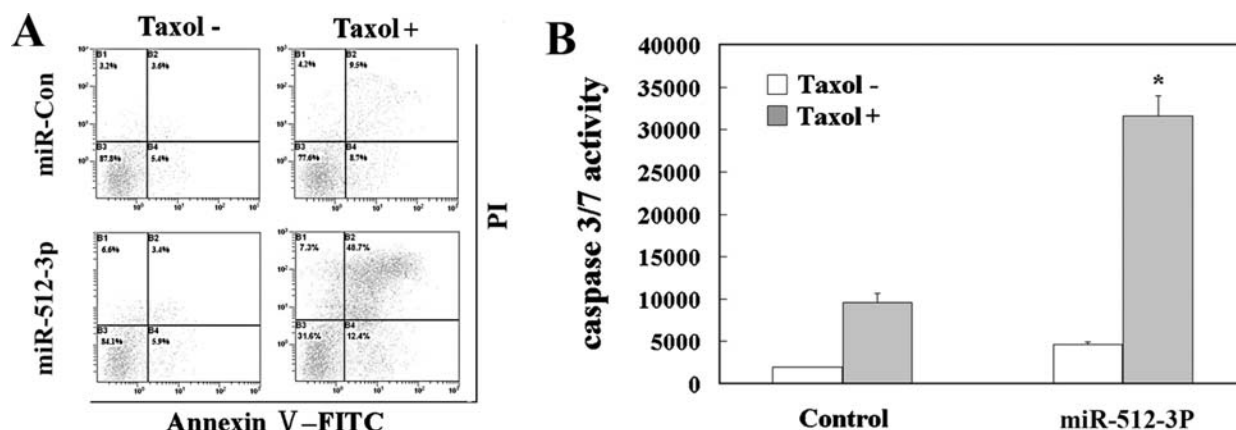 A
Taxol -
Taxol +
miR-Con
B1
3.2%
B2
3.6%
B3
87.8%
B4
5.4%
B1
4.2%
B2
9.5%
B3
77.6%
B4
8.7%
miR-512-3p
B1
6.6%
B2
3.4%
B3
84.1%
B4
5.9%
B1
7.3%
B2
48.7%
B3
31.6%
B4
12.4%
PI
Annexin V-FITC
B
caspase 3/7 activity
40000
35000
30000
25000
20000
15000
10000
5000
0
Taxol -
Taxol +
*
Control
miR-512-3P